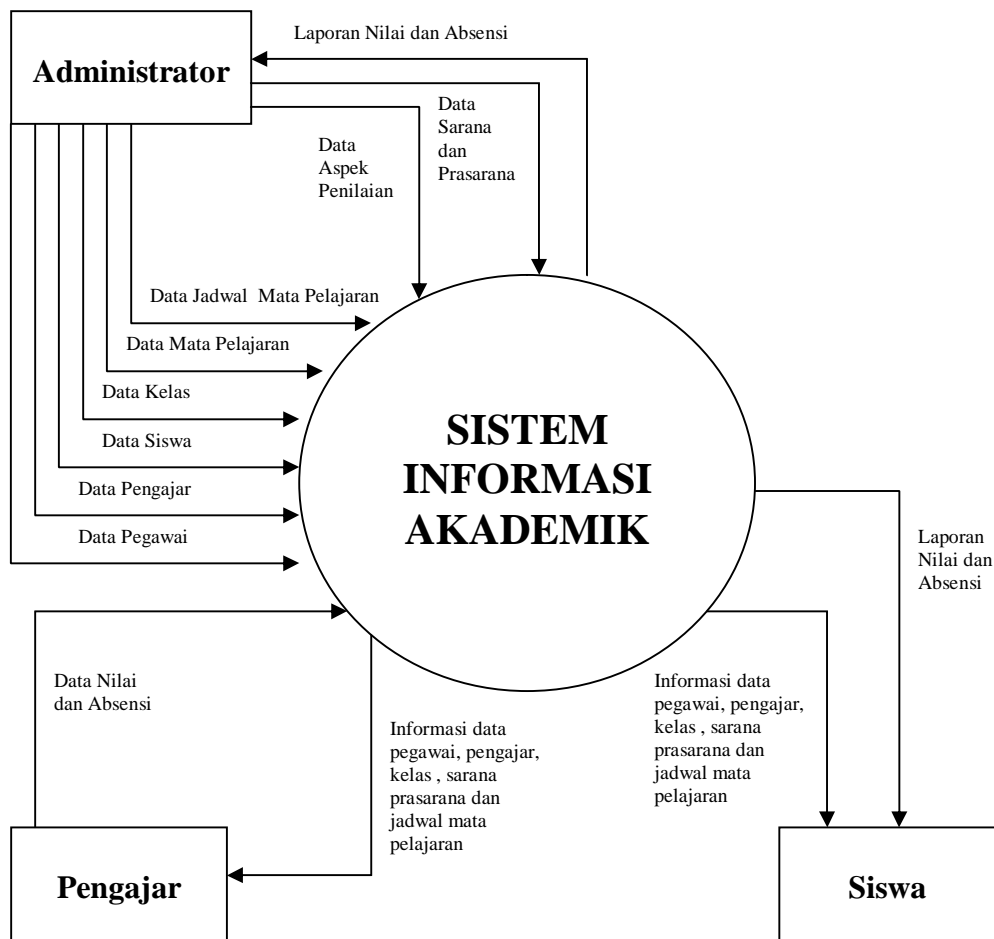 Laporan Nilai dan Absensi
Administrator
Data
Sarana
dan
Prasarana
Data
Aspek
Penilaian
Data Jadwal  Mata Pelajaran
Data Mata Pelajaran
Data Kelas
Data Siswa
Data Pengajar
Data Pegawai
SISTEM
INFORMASI
AKADEMIK
Laporan
Nilai dan
Absensi
Data Nilai
dan Absensi
Informasi data
pegawai, pengajar,
kelas , sarana
prasarana dan
jadwal mata
pelajaran
Informasi data
pegawai, pengajar,
kelas , sarana
prasarana dan
jadwal mata
pelajaran
Pengajar
Siswa